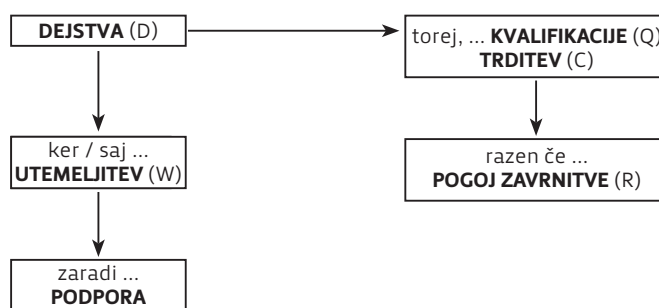 DEJSTVA (D)
torej, ... KVALIFIKACIJE (Q)
TRDITEV (C)
ker / saj ...
UTEMELJITEV (W)
razen če ...
POGOJ ZAVRNITVE (R)
zaradi ...
PODPORA